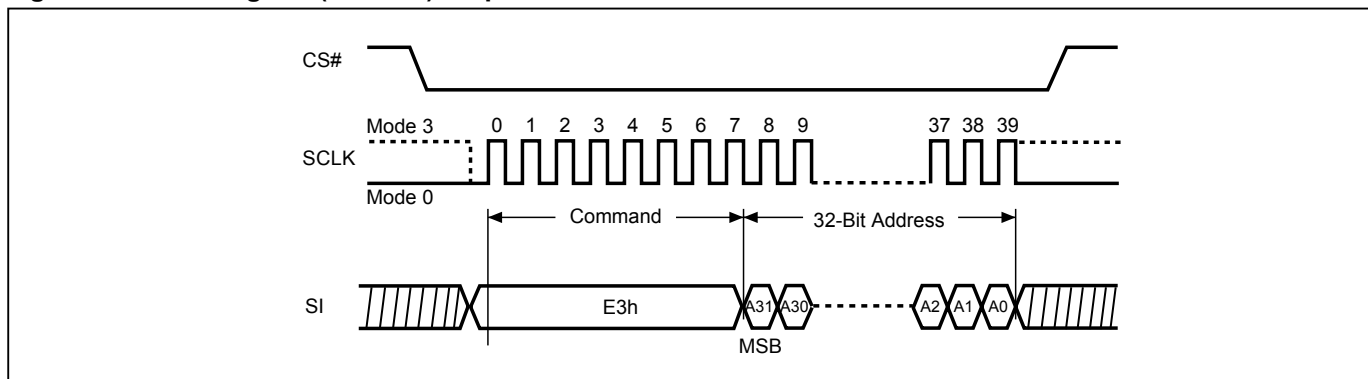 CS#
Mode 3
0 1 2 3 4 5 6 7 8 9 37 38 39
SCLK
Mode 0
Command
32-Bit Address
SI
E3h
A31 A30 A2 A1 A0
MSB